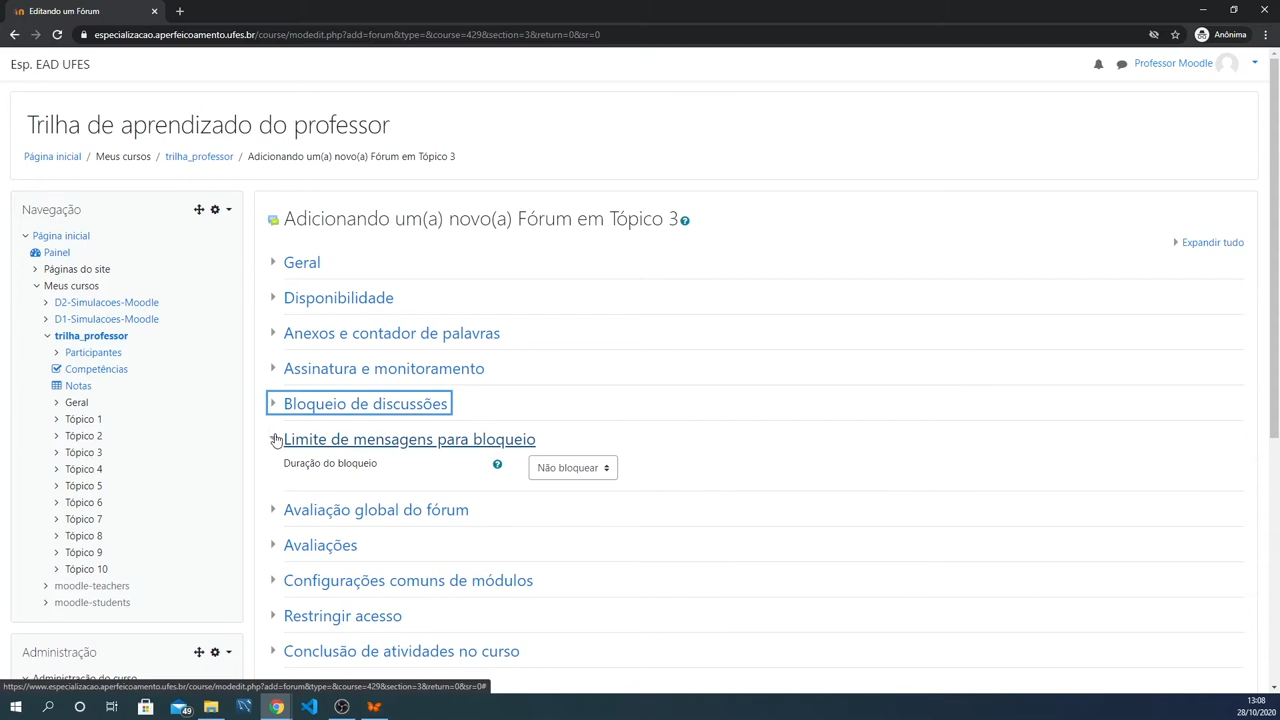 Editando um Fórum
especializacao.aperfeicoamento.ufes.br/course/modedit.php?add=forum&type=&course=429&section=3&return=0&sr=0
Anônima
Esp. EAD UFES
Professor Moodle
Trilha de aprendizado do professor
Página inicial / Meus cursos / trilha_professor / Adicionando um(a) novo(a) Fórum em Tópico 3
Navegação
Página inicial
Painel
Páginas do site
Meus cursos
D2-Simulacoes-Moodle
D1-Simulacoes-Moodle
trilha_professor
Participantes
Competências
Notas
Geral
Tópico 1
Tópico 2
Tópico 3
Tópico 4
Tópico 5
Tópico 6
Tópico 7
Tópico 8
Tópico 9
Tópico 10
moodle-teachers
moodle-students
Administração
Administração do curso
Adicionando um(a) novo(a) Fórum em Tópico 3
Expandir tudo
Geral
Disponibilidade
Anexos e contador de palavras
Assinatura e monitoramento
Bloqueio de discussões
Limite de mensagens para bloqueio
Duração do bloqueio
Não bloquear
Avaliação global do fórum
Avaliações
Configurações comuns de módulos
Restringir acesso
Conclusão de atividades no curso
https://www.especializacao.aperfeicoamento.ufes.br/course/modedit.php?add=forum&type=&course=429&section=3&return=0&sr=0#
49
13:08
28/10/2020